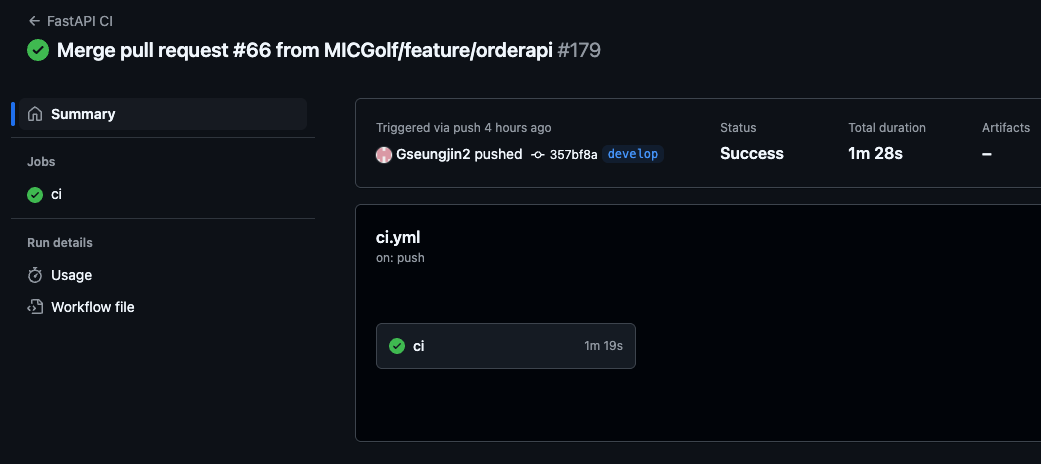 ← FastAPI CI
Merge pull request #66 from MICGolf/feature/orderapi #179
Summary
Jobs
ci
Run details
Usage
Workflow file
Triggered via push 4 hours ago
Gseungjin2 pushed 357bf8a develop
Status
Success
Total duration
1m 28s
Artifacts
–
ci.yml
on: push
ci 1m 19s